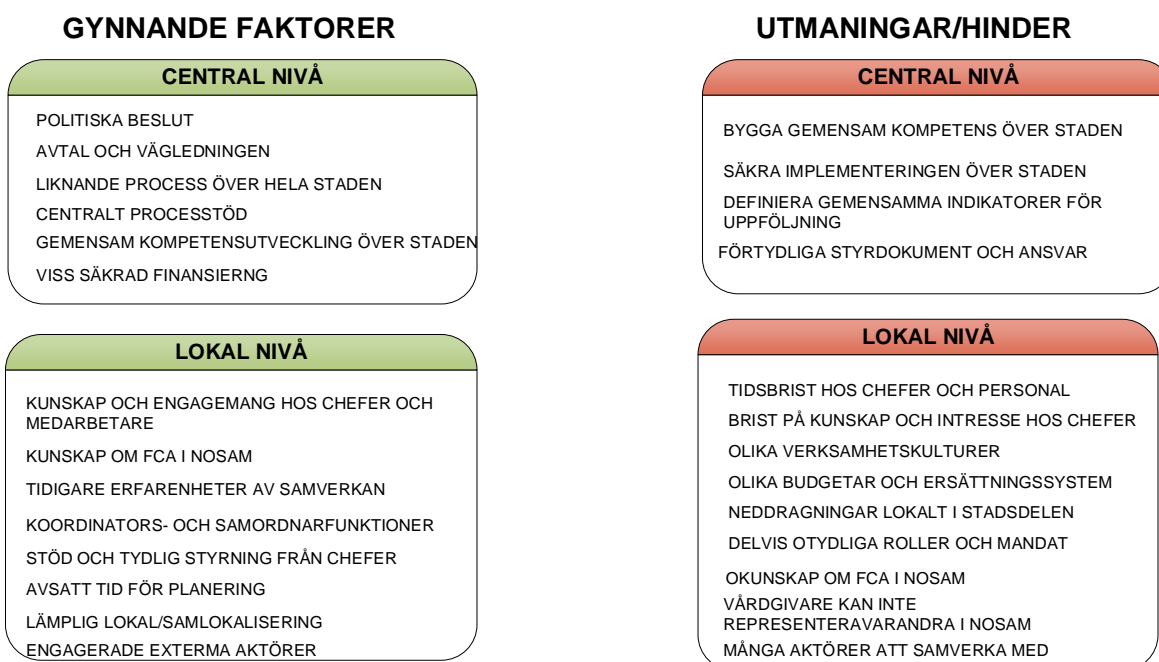 GYNNANDE FAKTORER
CENTRAL NIVÅ
POLITISKA BESLUT
AVTAL OCH VÄGLEDNINGEN
LIKNANDE PROCESS ÖVER HELA STADEN
CENTRALT PROCESSTÖD
GEMENSAM KOMPETENSUTVECKLING ÖVER STADEN
VISS SÄKRAD FINANSIERNG
LOKAL NIVÅ
KUNSKAP OCH ENGAGEMANG HOS CHEFER OCH
MEDARBETARE
KUNSKAP OM FCA I NOSAM
TIDIGARE ERFARENHETER AV SAMVERKAN
KOORDINATORS- OCH SAMORDNARFUNKTIONER
STÖD OCH TYDLIG STYRNING FRÅN CHEFER
AVSATT TID FÖR PLANERING
LÄMPLIG LOKAL/SAMLOKALISERING
ENGAGERADE EXTERMA AKTÖRER
UTMANINGAR/HINDER
CENTRAL NIVÅ
BYGGA GEMENSAM KOMPETENS ÖVER STADEN
SÄKRA IMPLEMENTERINGEN ÖVER STADEN
DEFINIERA GEMENSAMMA INDIKATORER FÖR
UPPFÖLJNING
FÖRTYDLIGA STYRDOKUMENT OCH ANSVAR
LOKAL NIVÅ
TIDSBRIST HOS CHEFER OCH PERSONAL
BRIST PÅ KUNSKAP OCH INTRESSE HOS CHEFER
OLIKA VERKSAMHETSKULTURER
OLIKA BUDGETAR OCH ERSÄTTNINGSSYSTEM
NEDDRAGNINGAR LOKALT I STADSDELEN
DELVIS OTYDLIGA ROLLER OCH MANDAT
OKUNSKAP OM FCA I NOSAM
VÅRDGIVARE KAN INTE
REPRESENTERAVARANDRA I NOSAM
MÅNGA AKTÖRER ATT SAMVERKA MED